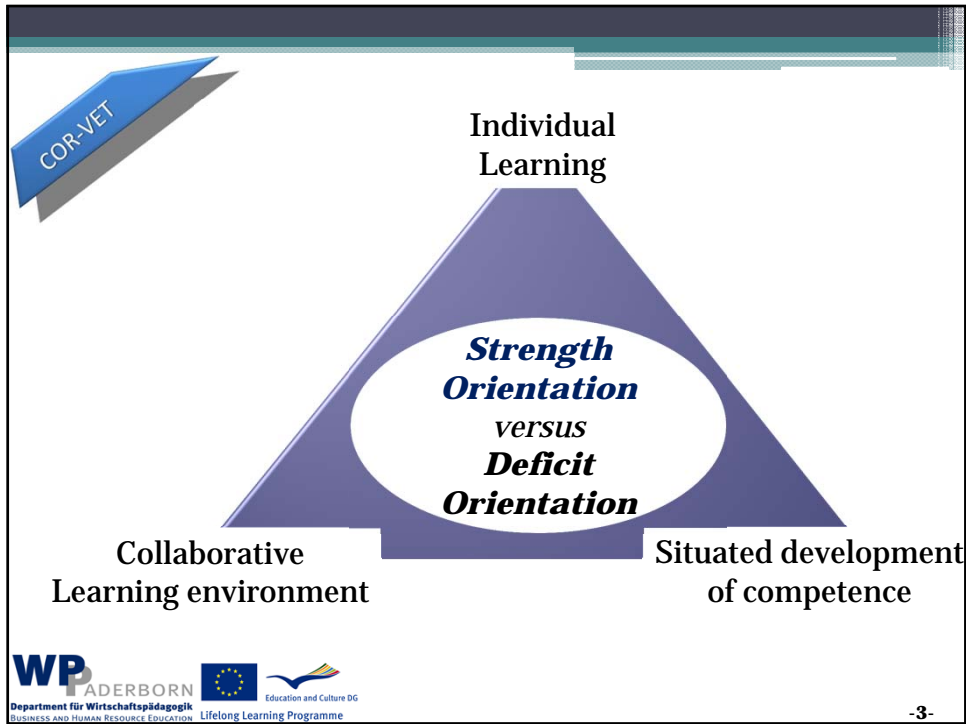 COR-VET
Individual
Learning
Strength
Orientation
versus
Deficit
Orientation
Collaborative
Learning environment
Situated development
of competence
WP PADERBORN
Department für Wirtschaftspädagogik
BUSINESS AND HUMAN RESOURCE EDUCATION
Education and Culture DG
Lifelong Learning Programme
-3-